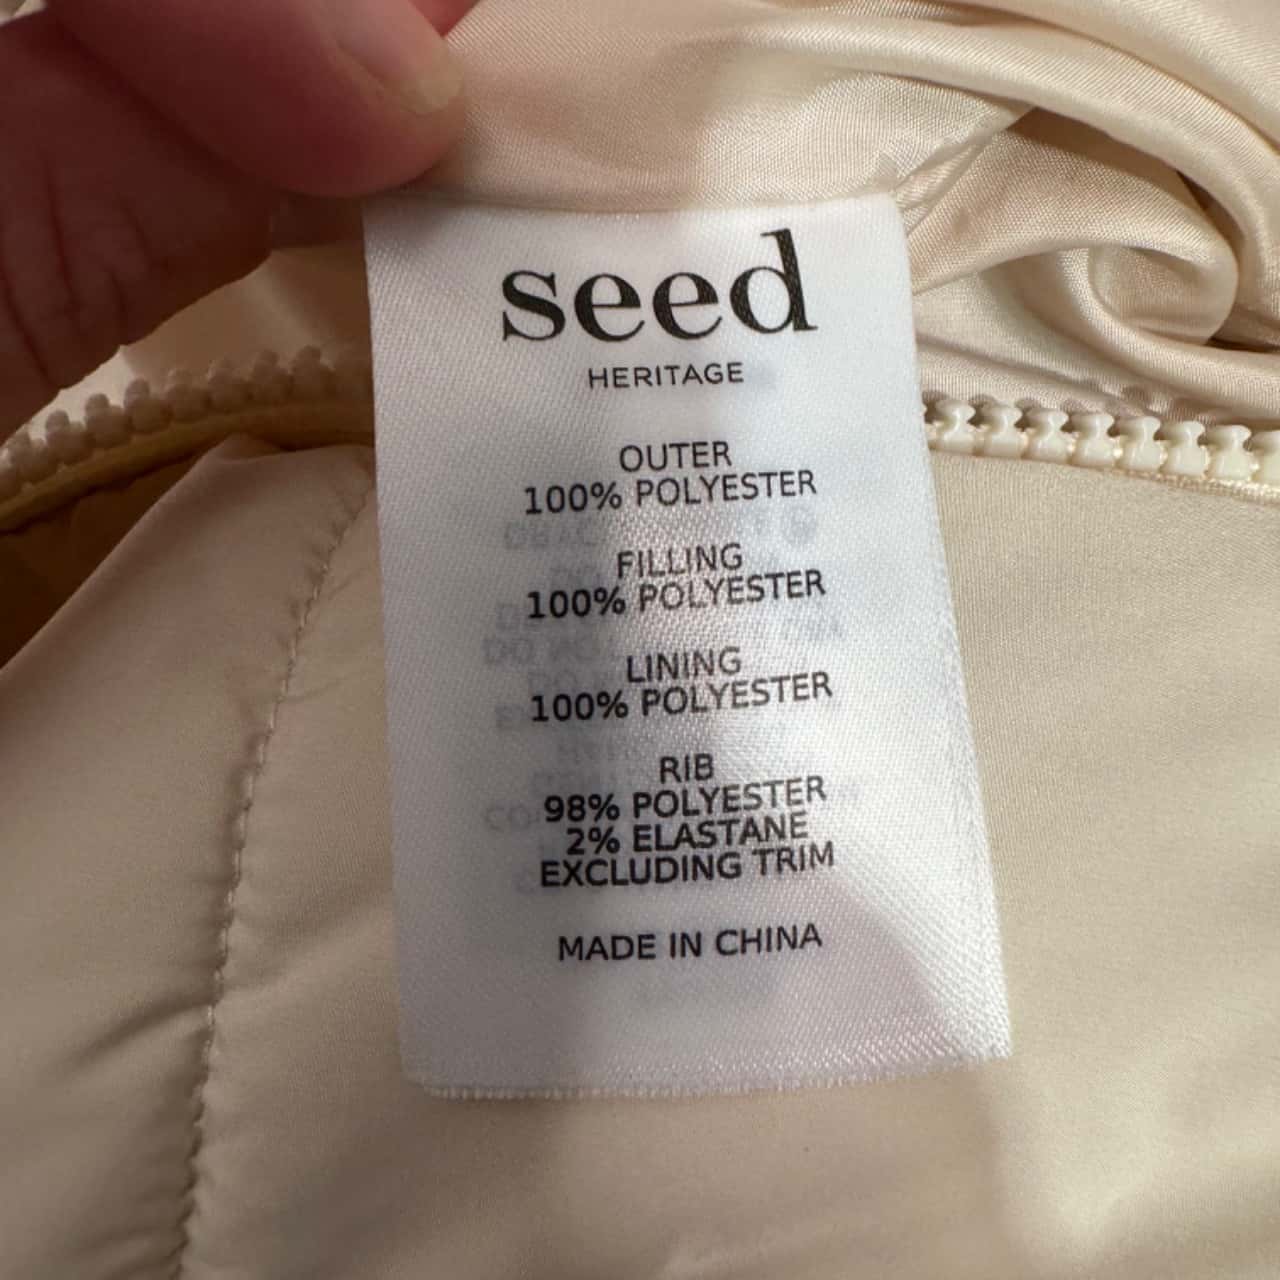 seed
HERITAGE
OUTER
100% POLYESTER
FILLING
100% POLYESTER
LINING
100% POLYESTER
RIB
98% POLYESTER
2% ELASTANE
EXCLUDING TRIM
MADE IN CHINA